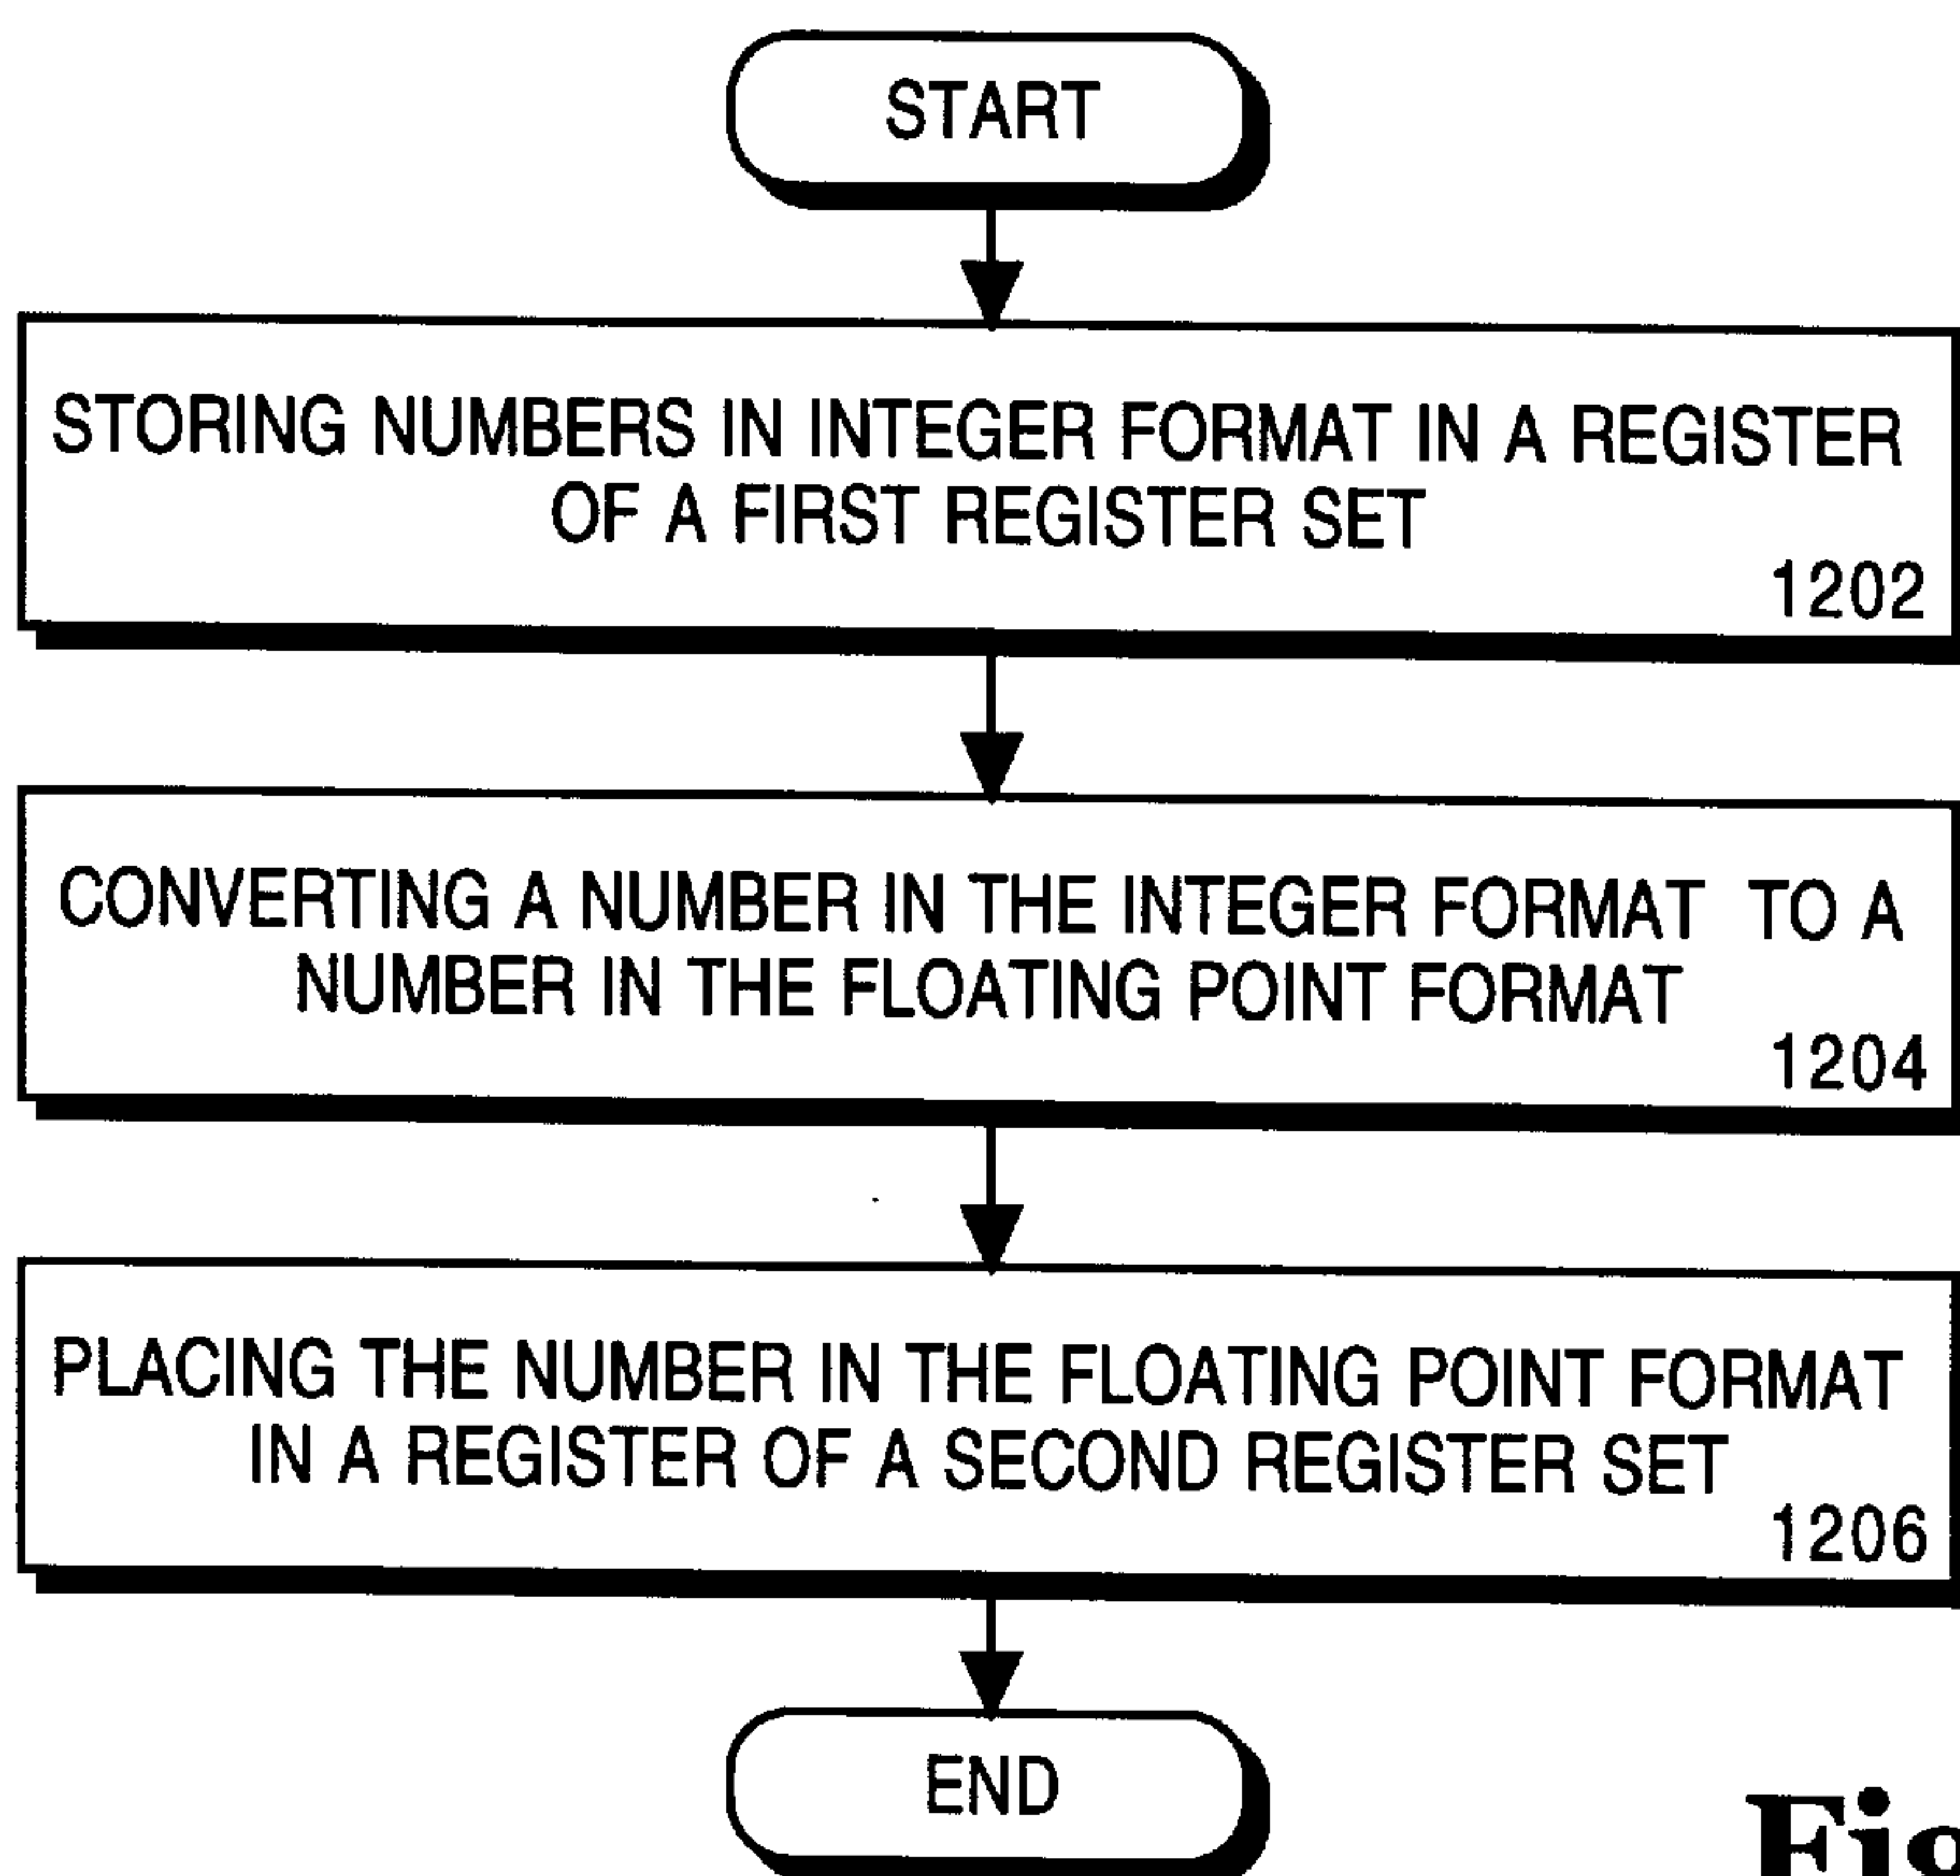 START
STORING NUMBERS IN INTEGER FORMAT IN A REGISTER
OF A FIRST REGISTER SET
1202
CONVERTING A NUMBER IN THE INTEGER FORMAT TO A
NUMBER IN THE FLOATING POINT FORMAT
1204
PLACING THE NUMBER IN THE FLOATING POINT FORMAT
IN A REGISTER OF A SECOND REGISTER SET
1206
END